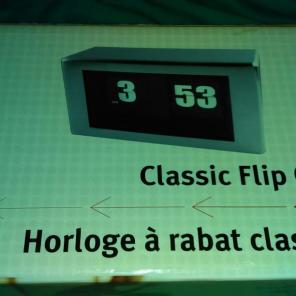 3 53
Classic Flip
Horloge à rabat clas